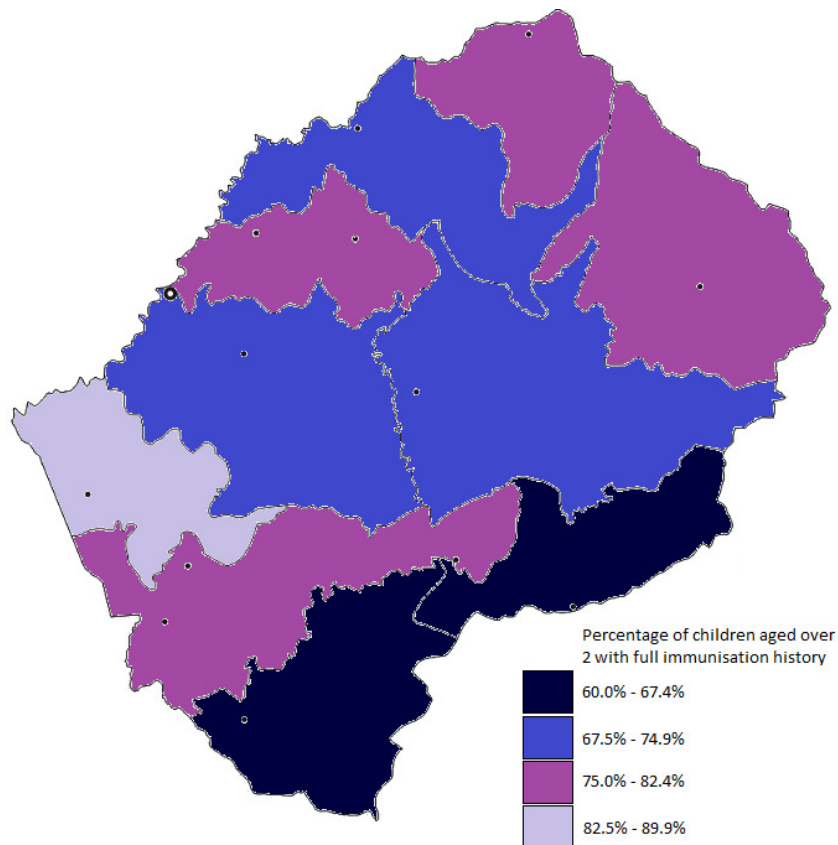 Percentage of children aged over
2 with full immunisation history
60.0% - 67.4%
67.5% - 74.9%
75.0% - 82.4%
82.5% - 89.9%